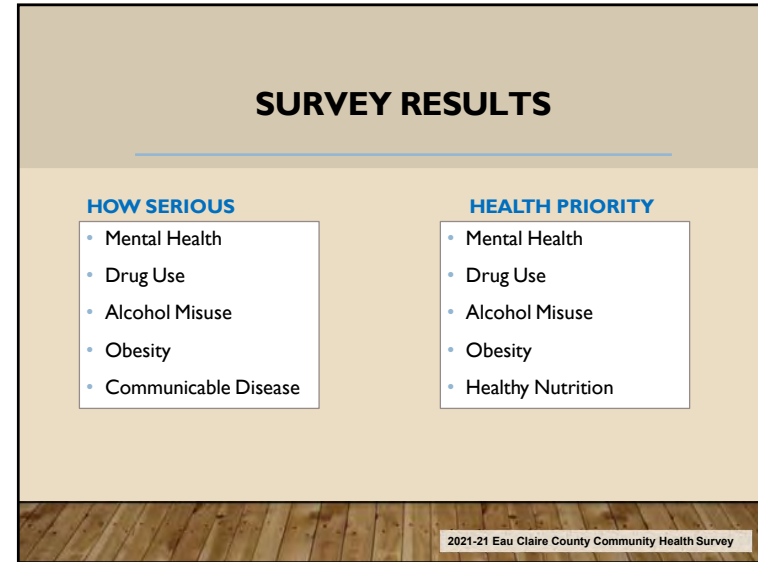 SURVEY RESULTS
HOW SERIOUS
• Mental Health
• Drug Use
• Alcohol Misuse
• Obesity
• Communicable Disease
HEALTH PRIORITY
• Mental Health
• Drug Use
• Alcohol Misuse
• Obesity
• Healthy Nutrition
2021-21 Eau Claire County Community Health Survey